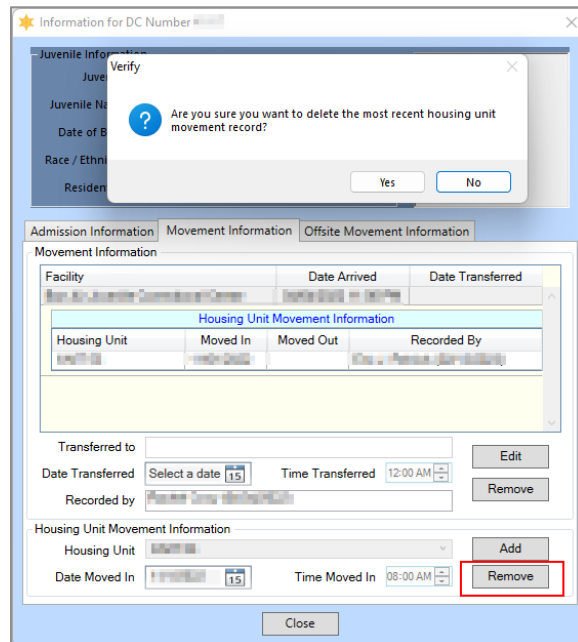 Information for DC Number
Juvenile Information
Verify
Are you sure you want to delete the most recent housing unit
movement record?
Yes No
Juve
Juvenile Na
Date of B
Race / Ethni
Residen
Admission Information Movement Information Offsite Movement Information
Movement Information
Facility Date Arrived Date Transferred
Housing Unit Movement Information
Housing Unit Moved In Moved Out Recorded By
Transferred to
Edit
Date Transferred Select a date 15 Time Transferred 12:00 AM
Remove
Recorded by
Housing Unit Movement Information
Housing Unit Add
Date Moved In 15 Time Moved In 08:00 AM Remove
Close